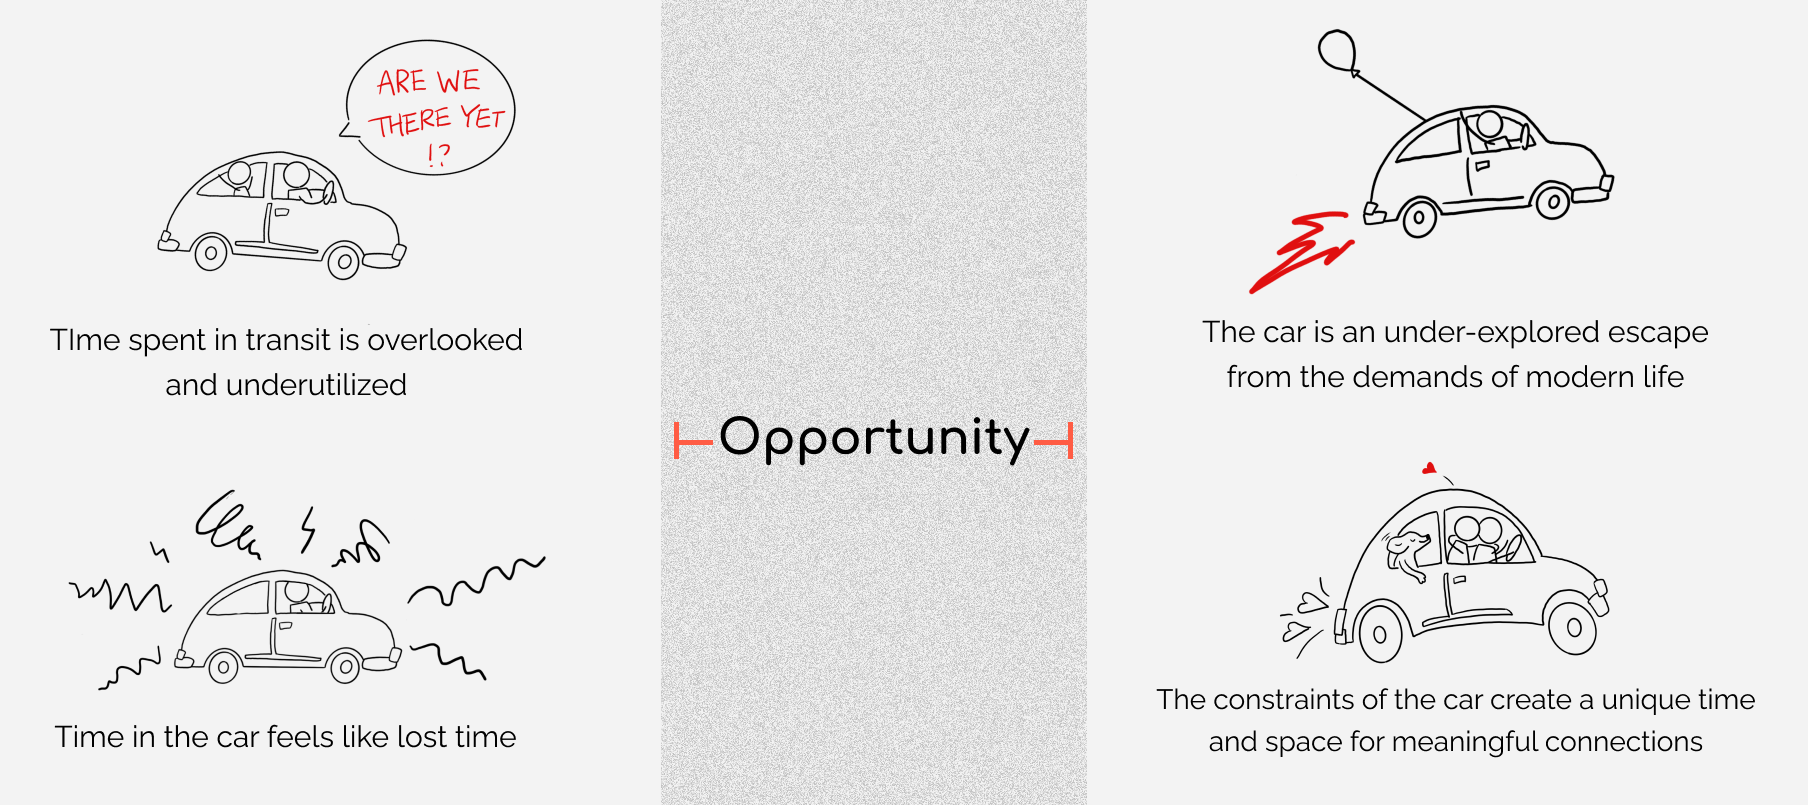 ARE WE
THERE YET
!?
TIme spent in transit is overlooked
and underutilized
Time in the car feels like lost time
Opportunity
The car is an under-explored escape
from the demands of modern life
The constraints of the car create a unique time
and space for meaningful connections